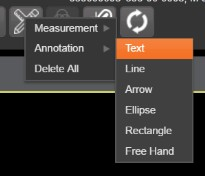 Measurement
Annotation
Delete All
Text
Line
Arrow
Ellipse
Rectangle
Free Hand